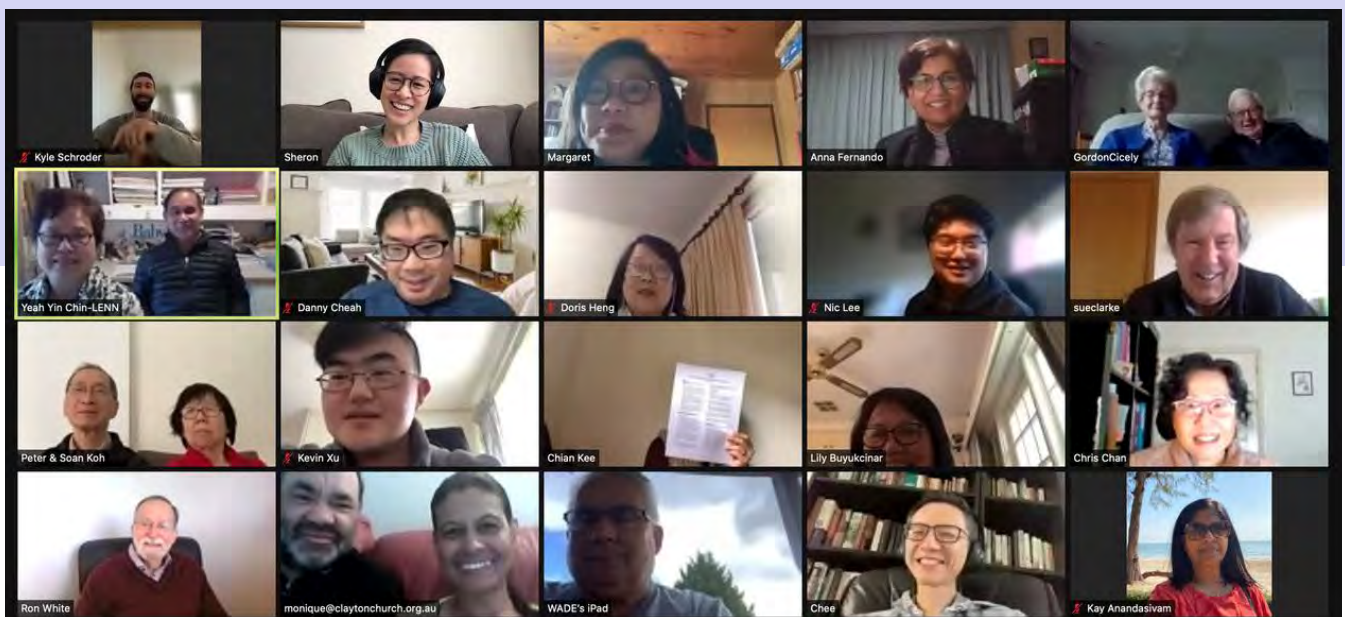 Kyle Schroder
Sheron
Margaret
Anna Fernando
GordonCicely
Yeah Yin Chin-LENN
Danny Cheah
Doris Heng
Nic Lee
sueclarke
Peter & Soan Koh
Kevin Xu
Chian Kee
Lily Buyukcinar
Chris Chan
Ron White
monique@claytonchurch.org.au
WADE's iPad
Chee
Kay Anandasivam